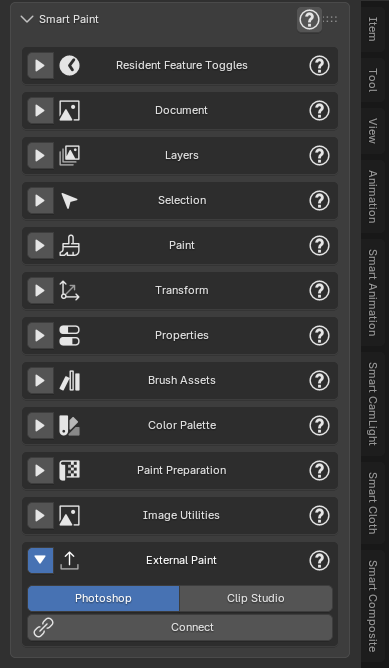 Smart Paint
Resident Feature Toggles
Document
Layers
Selection
Paint
Transform
Properties
Brush Assets
Color Palette
Paint Preparation
Image Utilities
External Paint
Photoshop
Clip Studio
Connect
Item
Tool
View
Animation
Smart Animation
Smart CamLight
Smart Cloth
Smart Composite